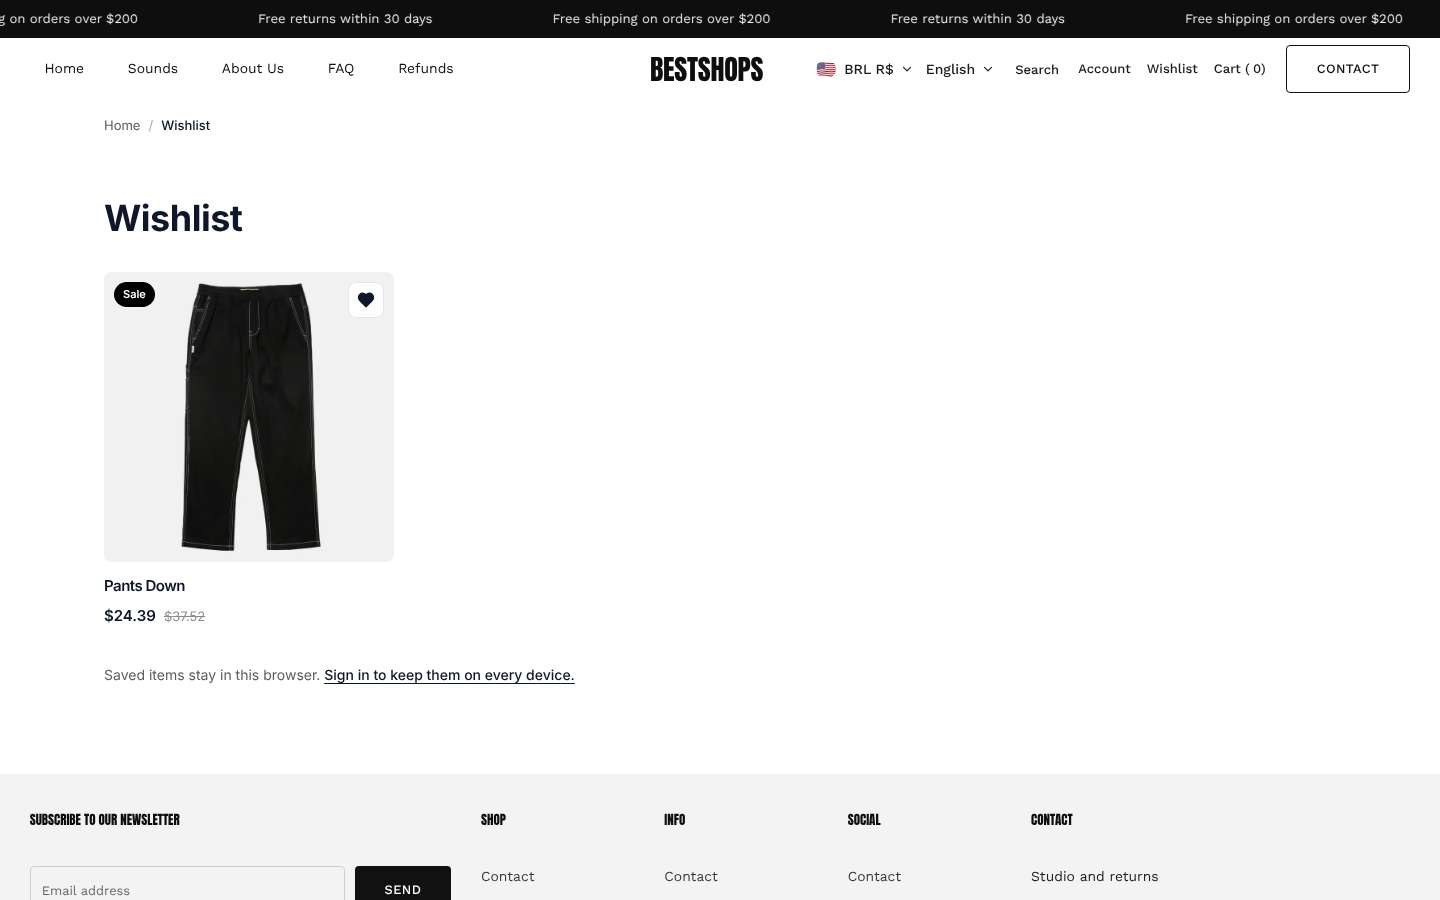 g on orders over $200 Free returns within 30 days Free shipping on orders over $200 Free returns within 30 days Free shipping on orders over $200
Home Sounds About Us FAQ Refunds BESTSHOPS BRL R$ English Search Account Wishlist Cart ( 0) CONTACT
Home / Wishlist
Wishlist
Sale
Pants Down
$24.39 $37.52
Saved items stay in this browser. Sign in to keep them on every device.
SUBSCRIBE TO OUR NEWSLETTER SHOP INFO SOCIAL CONTACT
Email address SEND Contact Contact Contact Studio and returns